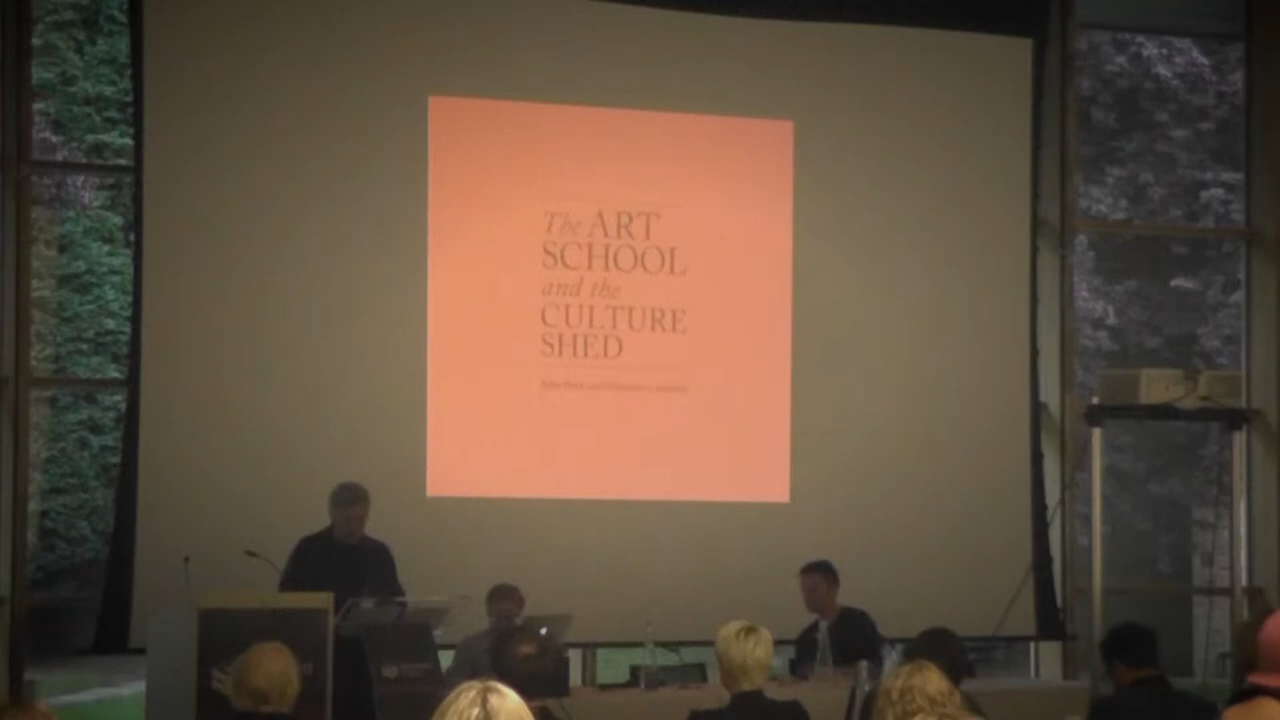 The ART
SCHOOL
and the
CULTURE
SHED